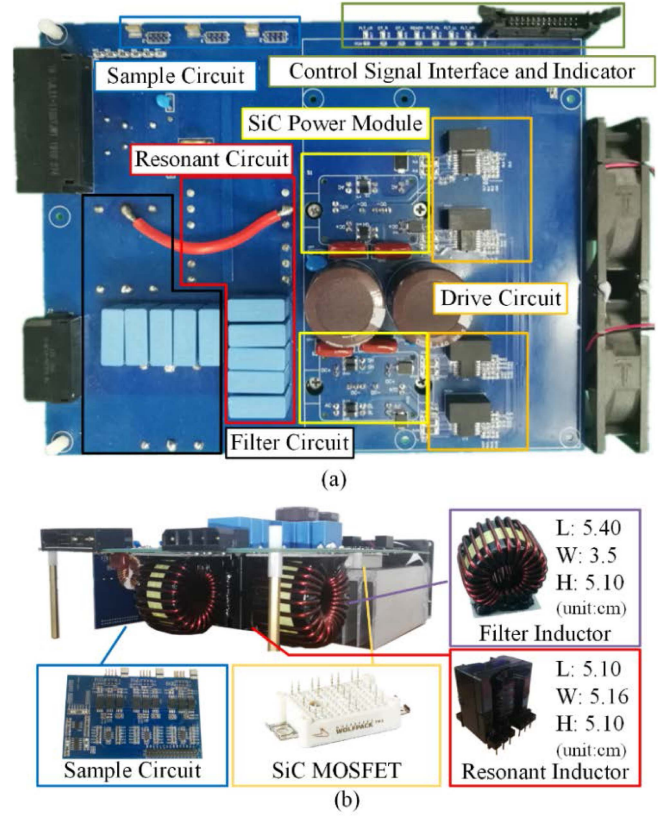 Sample Circuit
Control Signal Interface and Indicator
SiC Power Module
Resonant Circuit
Drive Circuit
Filter Circuit
(a)
L: 5.40
W: 3.5
H: 5.10
(unit:cm)
Filter Inductor
L: 5.10
W: 5.16
H: 5.10
(unit:cm)
Resonant Inductor
Sample Circuit
WOLFPACK
SiC MOSFET
(b)